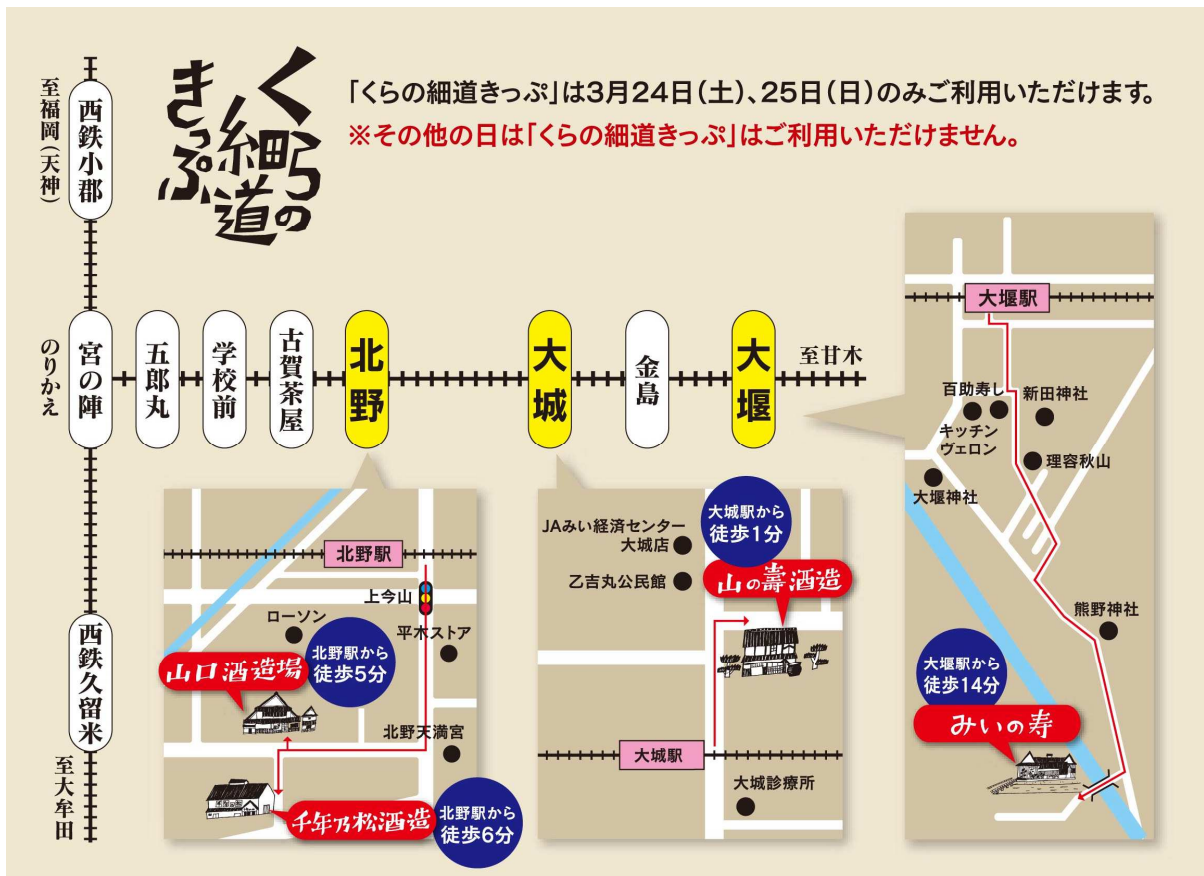 くらの
細道
きっぷ
「くらの細道きっぷ」は3月24日(土)、25日(日)のみご利用いただけます。
※その他の日は「くらの細道きっぷ」はご利用いただけません。
至福岡(天神)
西鉄小郡
のりかえ
宮の陣
五郎丸
学校前
古賀茶屋
北野
大城
金島
大堰
至甘木
西鉄久留米
至大牟田
北野駅
上今山
ローソン
平木ストア
山口酒造場
北野駅から
徒歩5分
北野天満宮
千年乃松酒造
北野駅から
徒歩6分
JAみい経済センター
大城店
乙吉丸公民館
大城駅から
徒歩1分
山の壽酒造
大城駅
大城診療所
大堰駅
百助寿し
キッチン
ヴェロン
新田神社
理容秋山
大堰神社
熊野神社
大堰駅から
徒歩14分
みいの寿